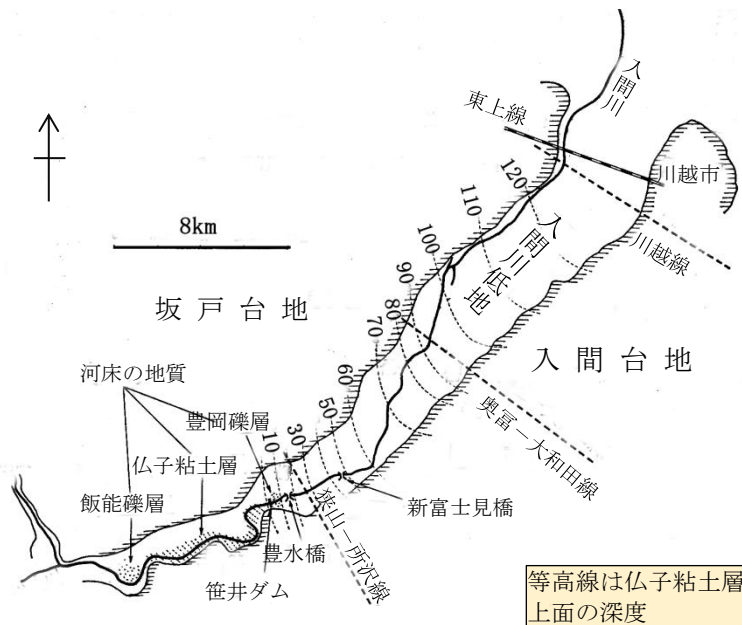 入間川
東上線
川越市
8km
120
110
100
90
80
70
60
50
30
10
入間川低地
川越線
坂戸台地
入間台地
河床の地質
豊岡礫層
仏子粘土層
飯能礫層
奥冨－大和田線
新富士見橋
狭山－所沢線
豊水橋
笹井ダム
等高線は仏子粘土層
上面の深度